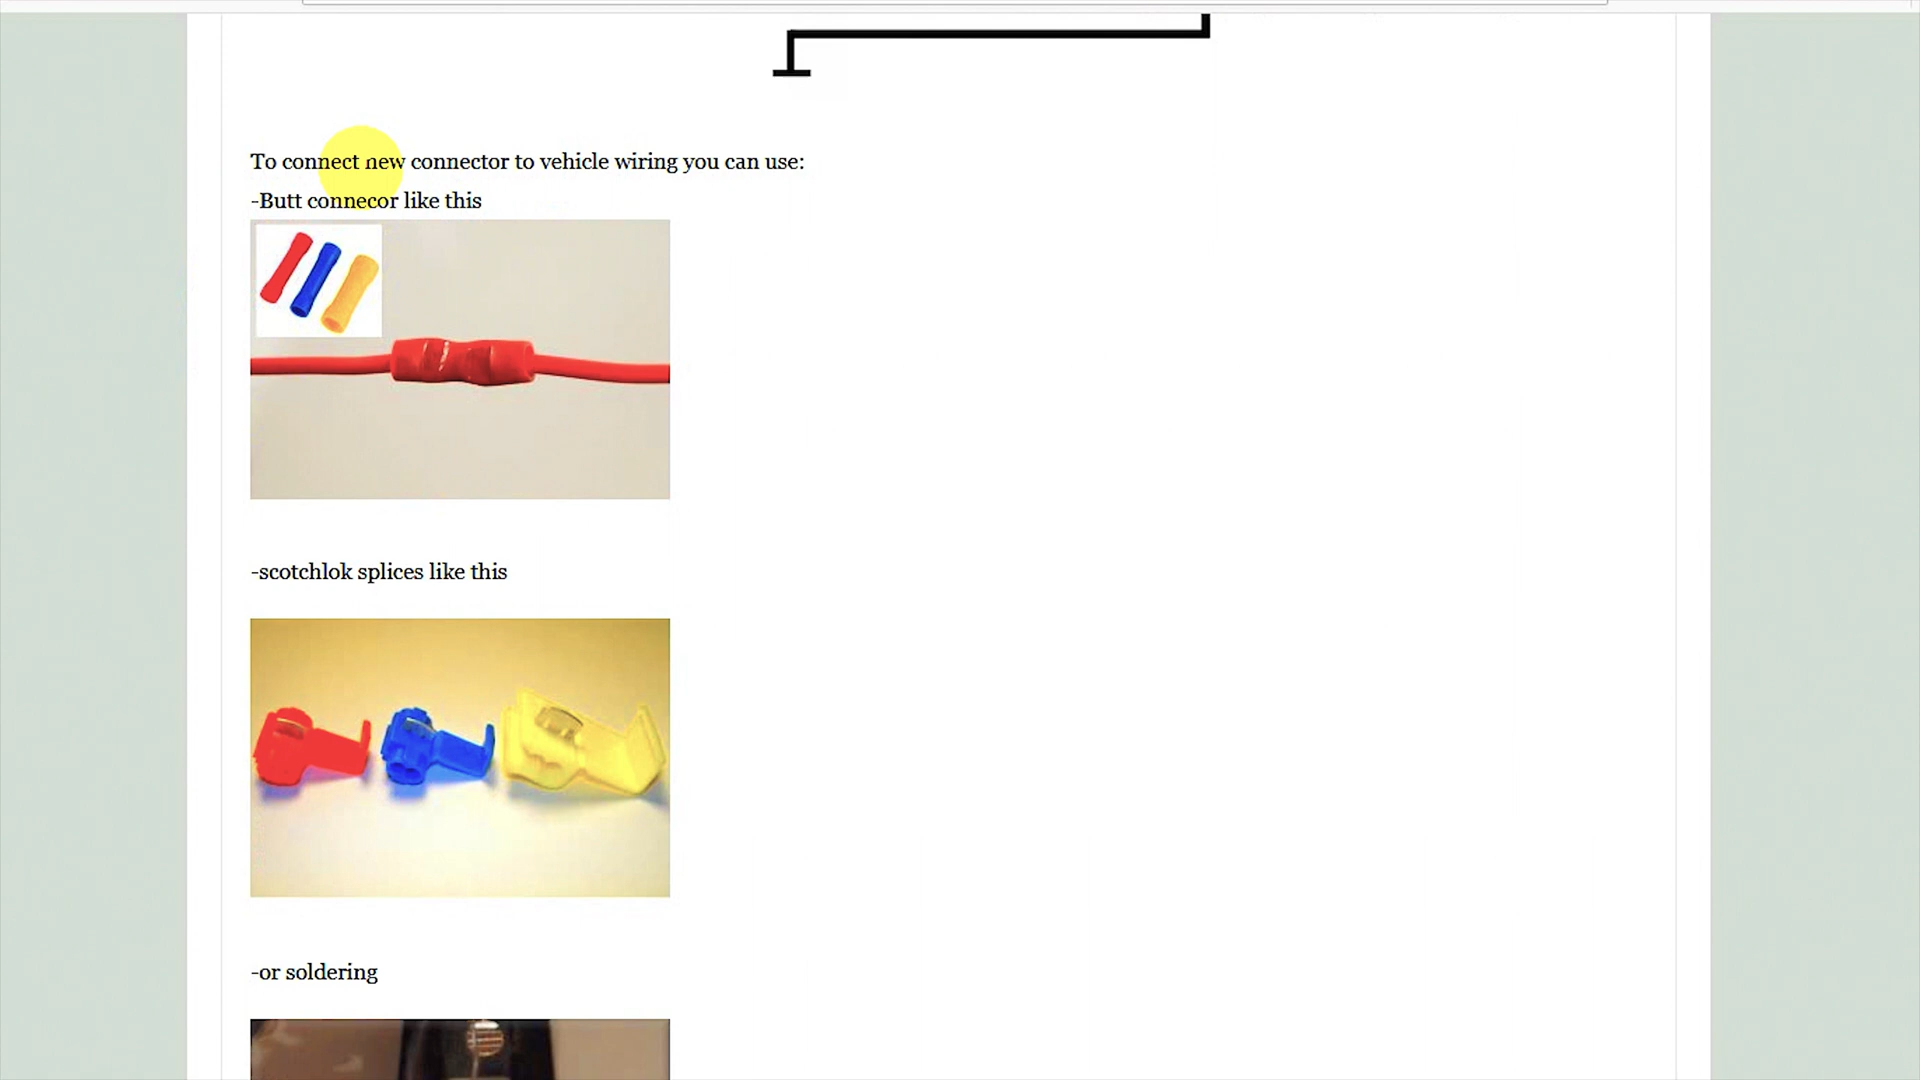 To connect new connector to vehicle wiring you can use:
-Butt connecor like this
-scotchlok splices like this
-or soldering